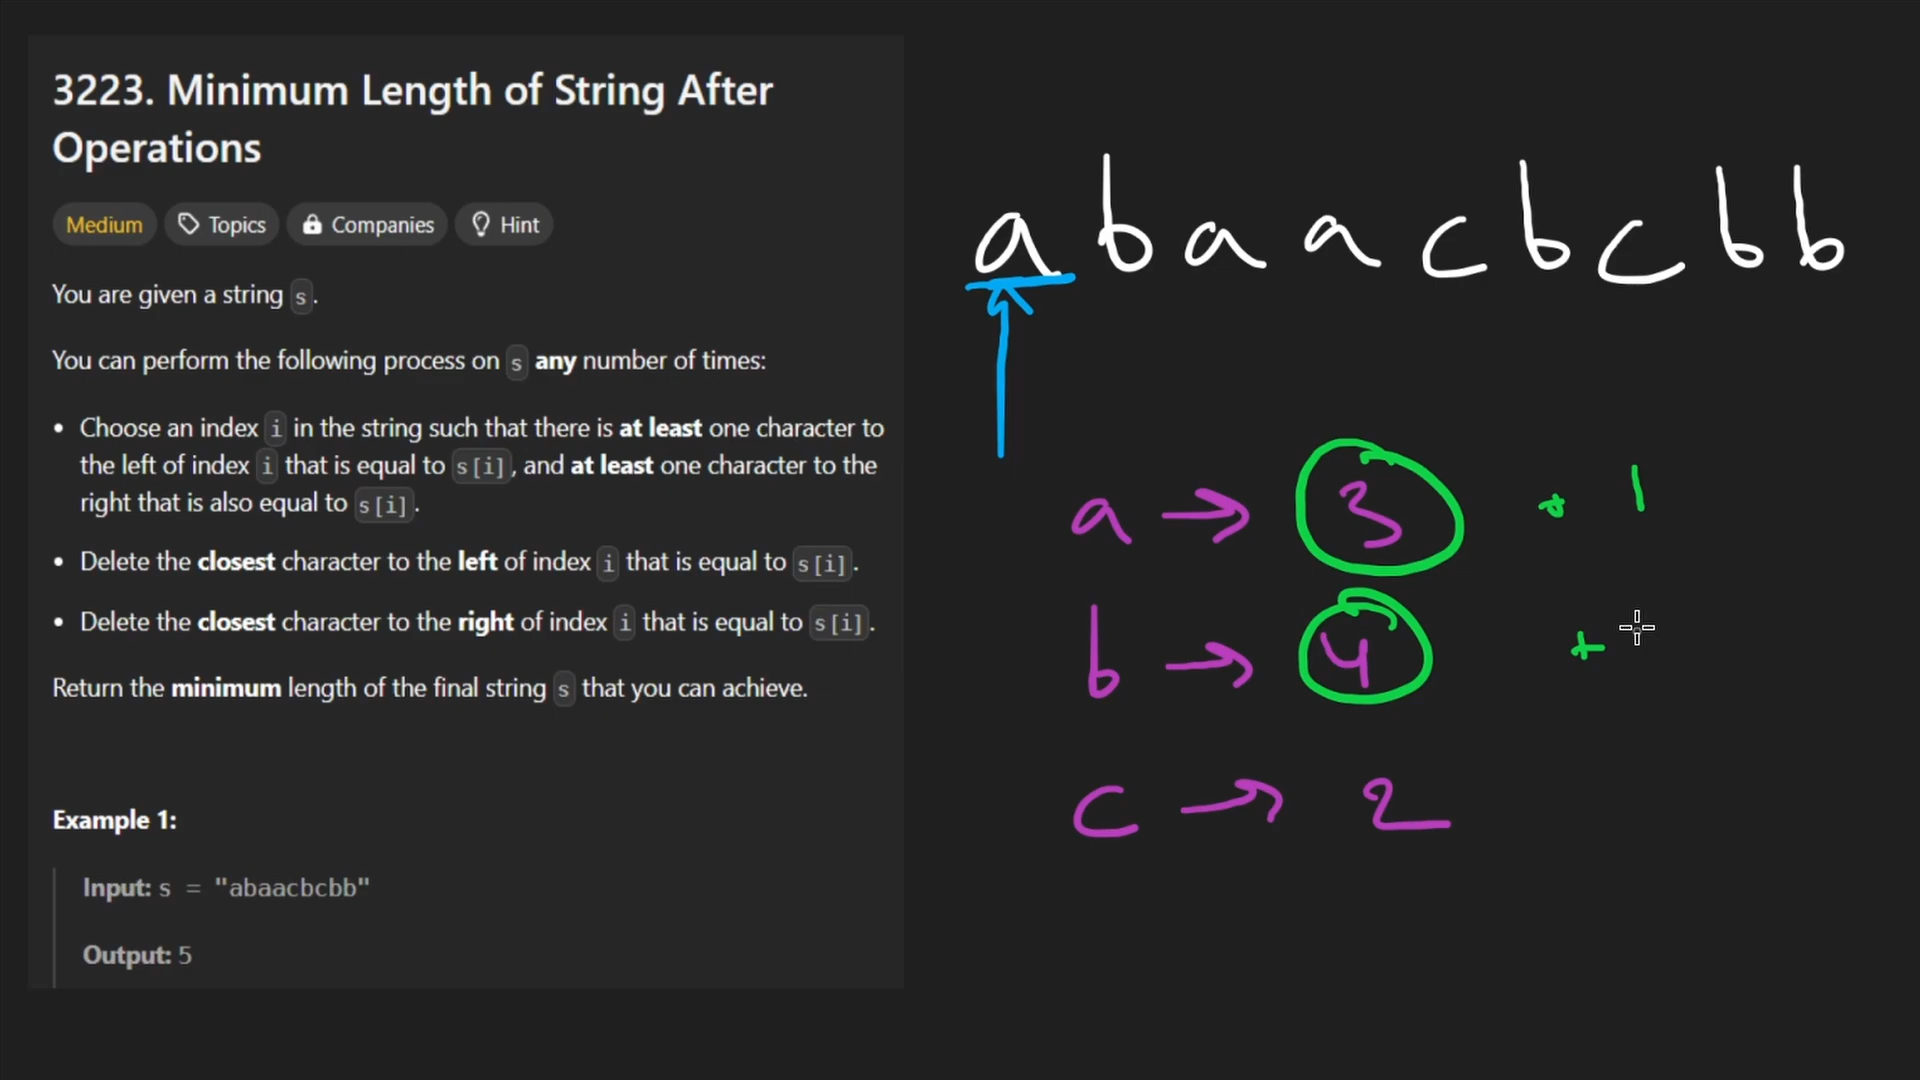 3223. Minimum Length of String After
Operations
Medium Topics Companies Hint
You are given a string s.
You can perform the following process on s any number of times:
• Choose an index i in the string such that there is at least one character to
the left of index i that is equal to s[i], and at least one character to the
right that is also equal to s[i].
• Delete the closest character to the left of index i that is equal to s[i].
• Delete the closest character to the right of index i that is equal to s[i].
Return the minimum length of the final string s that you can achieve.
Example 1:
Input: s = "abaacbcbb"
Output: 5
a b a a c b c b b
a → 3 + 1
b → 4 +
c → 2